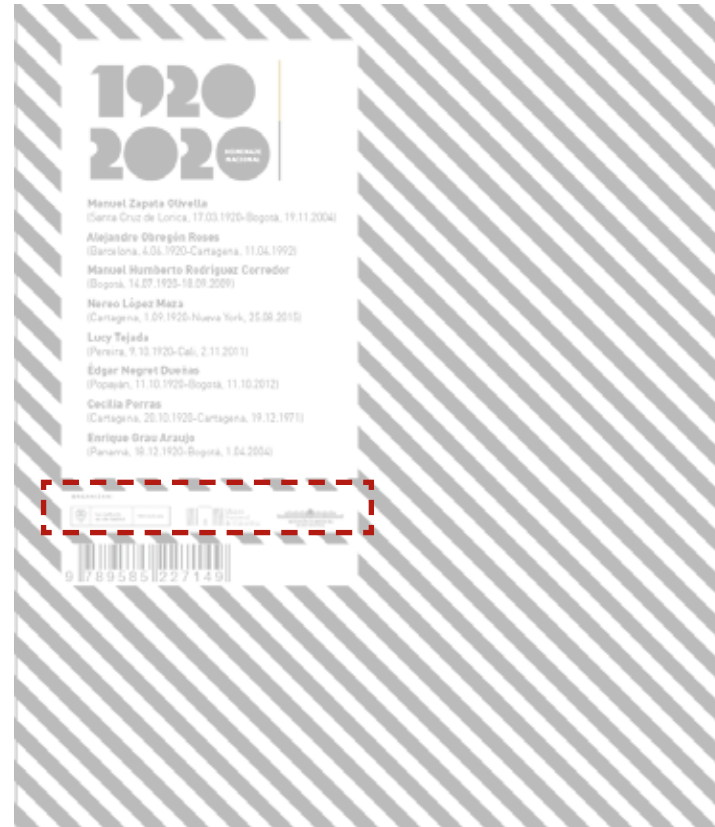 1920
2020
HOMENAJE
NACIONAL
Manuel Zapata Olivella
(Santa Cruz de Lorica, 17.03.1920-Bogotá, 19.11.2004)
Alejandro Obregón Roses
(Barcelona, 4.06.1920-Cartagena, 11.04.1992)
Manuel Humberto Rodríguez Corredor
(Bogotá, 14.07.1920-18.09.2009)
Nereo López Meza
(Cartagena, 1.09.1920-Nueva York, 25.08.2015)
Lucy Tejada
(Pereira, 9.10.1920-Cali, 2.11.2011)
Édgar Negret Dueñas
(Popayán, 11.10.1920-Bogotá, 11.10.2012)
Cecilia Porras
(Cartagena, 20.10.1920-Cartagena, 19.12.1971)
Enrique Grau Araujo
(Panamá, 18.12.1920-Bogotá, 1.04.2004)
ORGANIZAN:
9 789585 227149